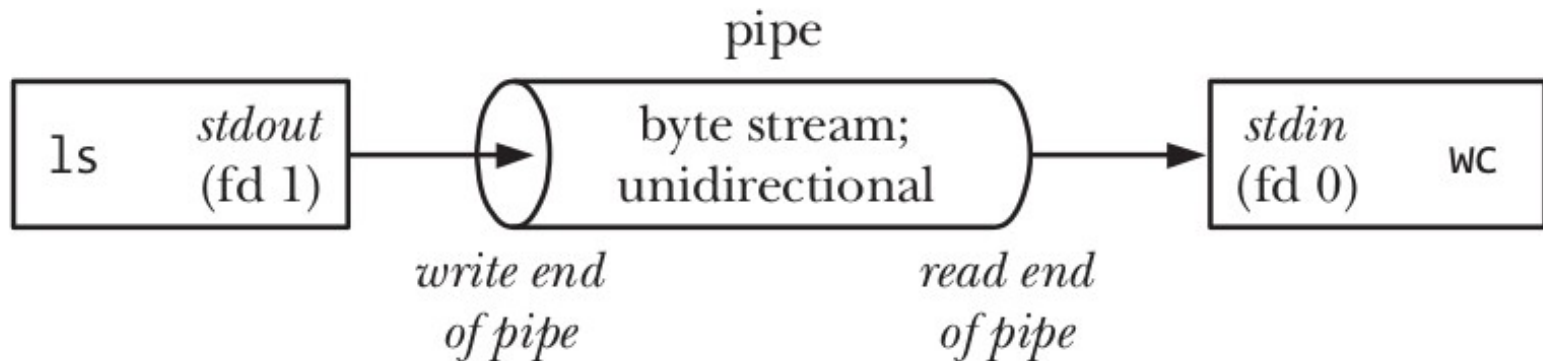 pipe
ls
stdout
(fd 1)
byte stream;
unidirectional
stdin
(fd 0)
wc
write end
of pipe
read end
of pipe